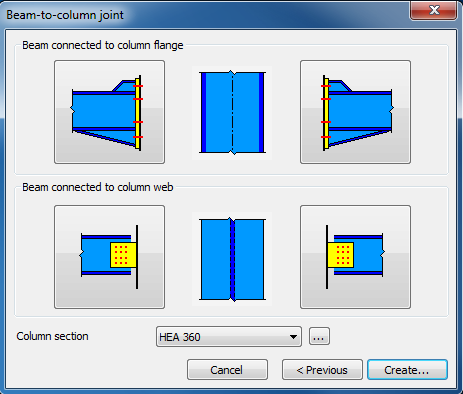 Beam-to-column joint
Beam connected to column flange
Beam connected to column web
Column section
HEA 360
...
Cancel
< Previous
Create...